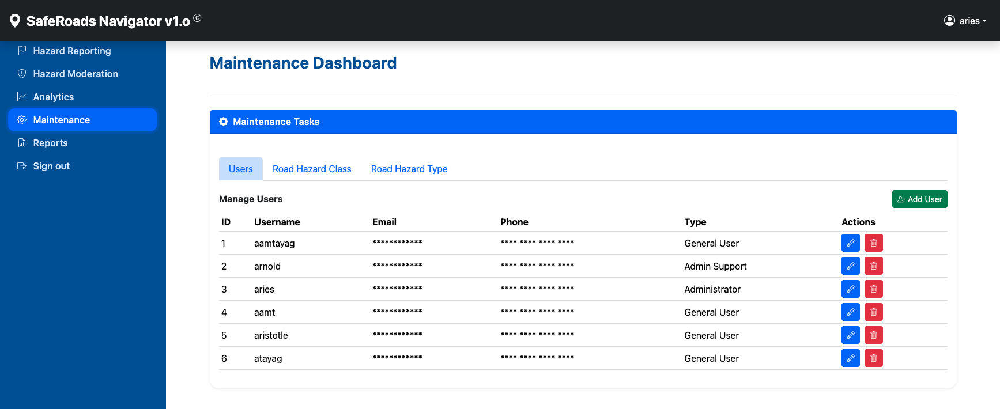 SafeRoads Navigator v1.o ©
aries
Hazard Reporting
Hazard Moderation
Analytics
Maintenance
Reports
Sign out
Maintenance Dashboard
Maintenance Tasks
Users Road Hazard Class Road Hazard Type
Manage Users
Add User
ID Username Email Phone Type Actions
1 aamtayag ************ **** **** **** **** General User
2 arnold ************ **** **** **** **** Admin Support
3 aries ************ **** **** **** **** Administrator
4 aamt ************ **** **** **** **** General User
5 aristotle ************ **** **** **** **** General User
6 atayag ************ **** **** **** **** General User